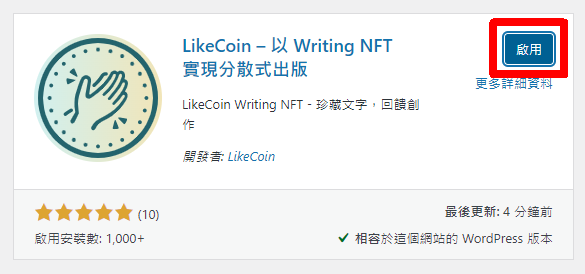 LikeCoin – 以 Writing NFT
實現分散式出版
啟用
更多詳細資料
LikeCoin Writing NFT - 珍藏文字，回饋創
作
開發者: LikeCoin
(10)
最後更新: 4 分鐘前
啟用安裝數: 1,000+
相容於這個網站的 WordPress 版本